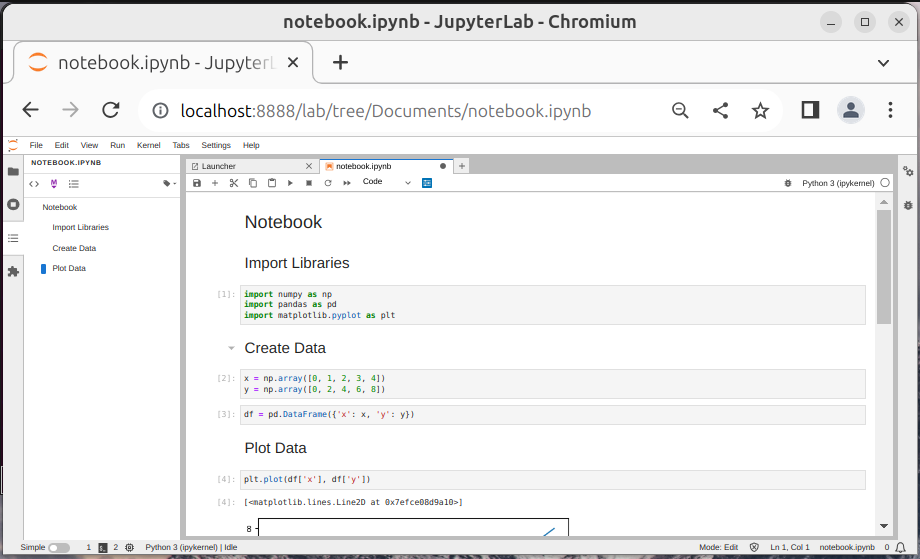 notebook.ipynb - JupyterLab - Chromium
notebook.ipynb - JupyterL
localhost:8888/lab/tree/Documents/notebook.ipynb
File Edit View Run Kernel Tabs Settings Help
NOTEBOOK.IPYNB
Launcher
notebook.ipynb
Code
Python 3 (ipykernel)
Notebook
Import Libraries
Create Data
Plot Data
Notebook
Import Libraries
[1]: import numpy as np
import pandas as pd
import matplotlib.pyplot as plt
Create Data
[2]: x = np.array([0, 1, 2, 3, 4])
y = np.array([0, 2, 4, 6, 8])
[3]: df = pd.DataFrame({'x': x, 'y': y})
Plot Data
[4]: plt.plot(df['x'], df['y'])
[4]: [<matplotlib.lines.Line2D at 0x7efce08d9a10>]
8
Simple 1 2 Python 3 (ipykernel) | Idle Mode: Edit Ln 1, Col 1 notebook.ipynb 0